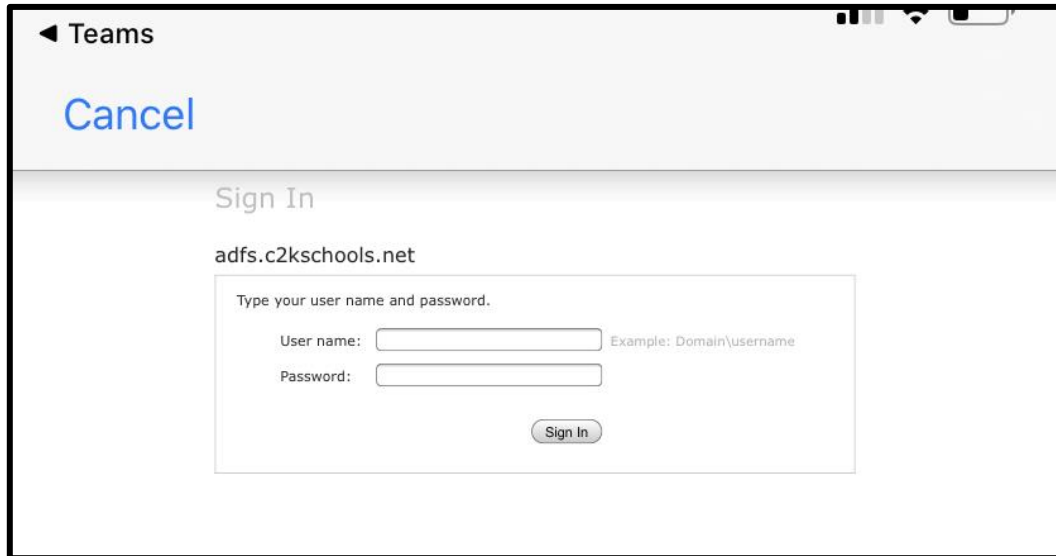 ◀ Teams
Cancel
Sign In
adfs.c2kschools.net
Type your user name and password.
User name: Example: Domain\username
Password:
Sign In